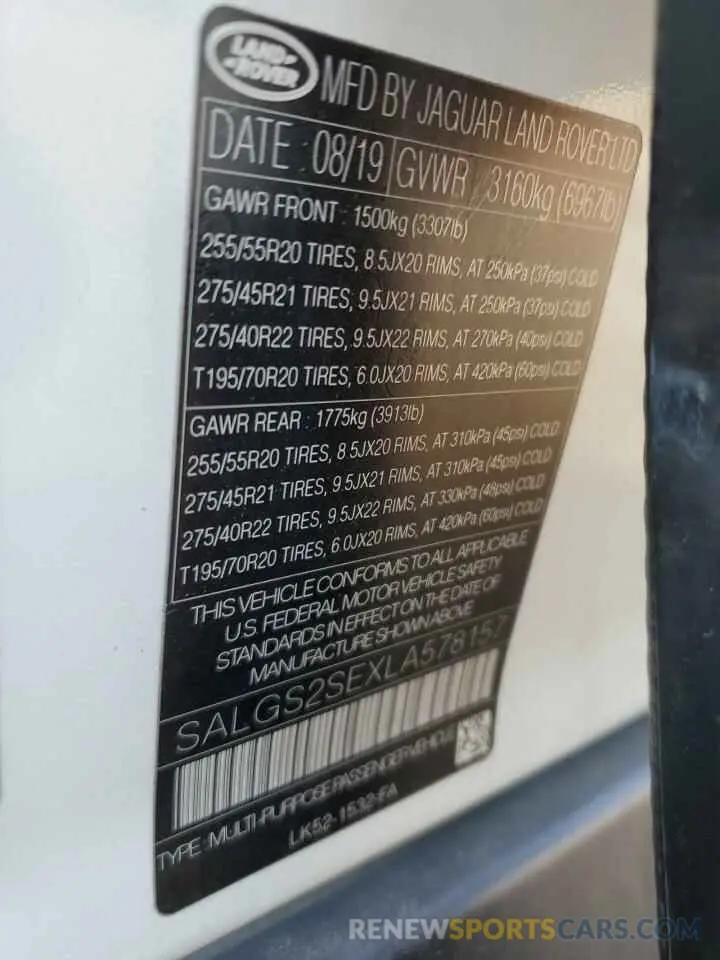 LAND-
-ROVER
MFD BY JAGUAR LAND ROVER LTD
DATE : 08/19 GVWR : 3160kg (6967lb)
GAWR FRONT : 1500kg (3307lb)
255/55R20 TIRES, 8.5JX20 RIMS, AT 250kPa (37psi) COLD
275/45R21 TIRES, 9.5JX21 RIMS, AT 250kPa (37psi) COLD
275/40R22 TIRES, 9.5JX22 RIMS, AT 270kPa (40psi) COLD
T195/70R20 TIRES, 6.0JX20 RIMS, AT 420kPa (60psi) COLD
GAWR REAR : 1775kg (3913lb)
255/55R20 TIRES, 8.5JX20 RIMS, AT 310kPa (45psi) COLD
275/45R21 TIRES, 9.5JX21 RIMS, AT 310kPa (45psi) COLD
275/40R22 TIRES, 9.5JX22 RIMS, AT 330kPa (48psi) COLD
T195/70R20 TIRES, 6.0JX20 RIMS, AT 420kPa (60psi) COLD
THIS VEHICLE CONFORMS TO ALL APPLICABLE
U.S. FEDERAL MOTOR VEHICLE SAFETY
STANDARDS IN EFFECT ON THE DATE OF
MANUFACTURE SHOWN ABOVE
SALGS2SEXLA578157
TYPE : MULTI-PURPOSE PASSENGER VEHICLE
LK52-1532-FA
RENEWSPORTSCARS.COM